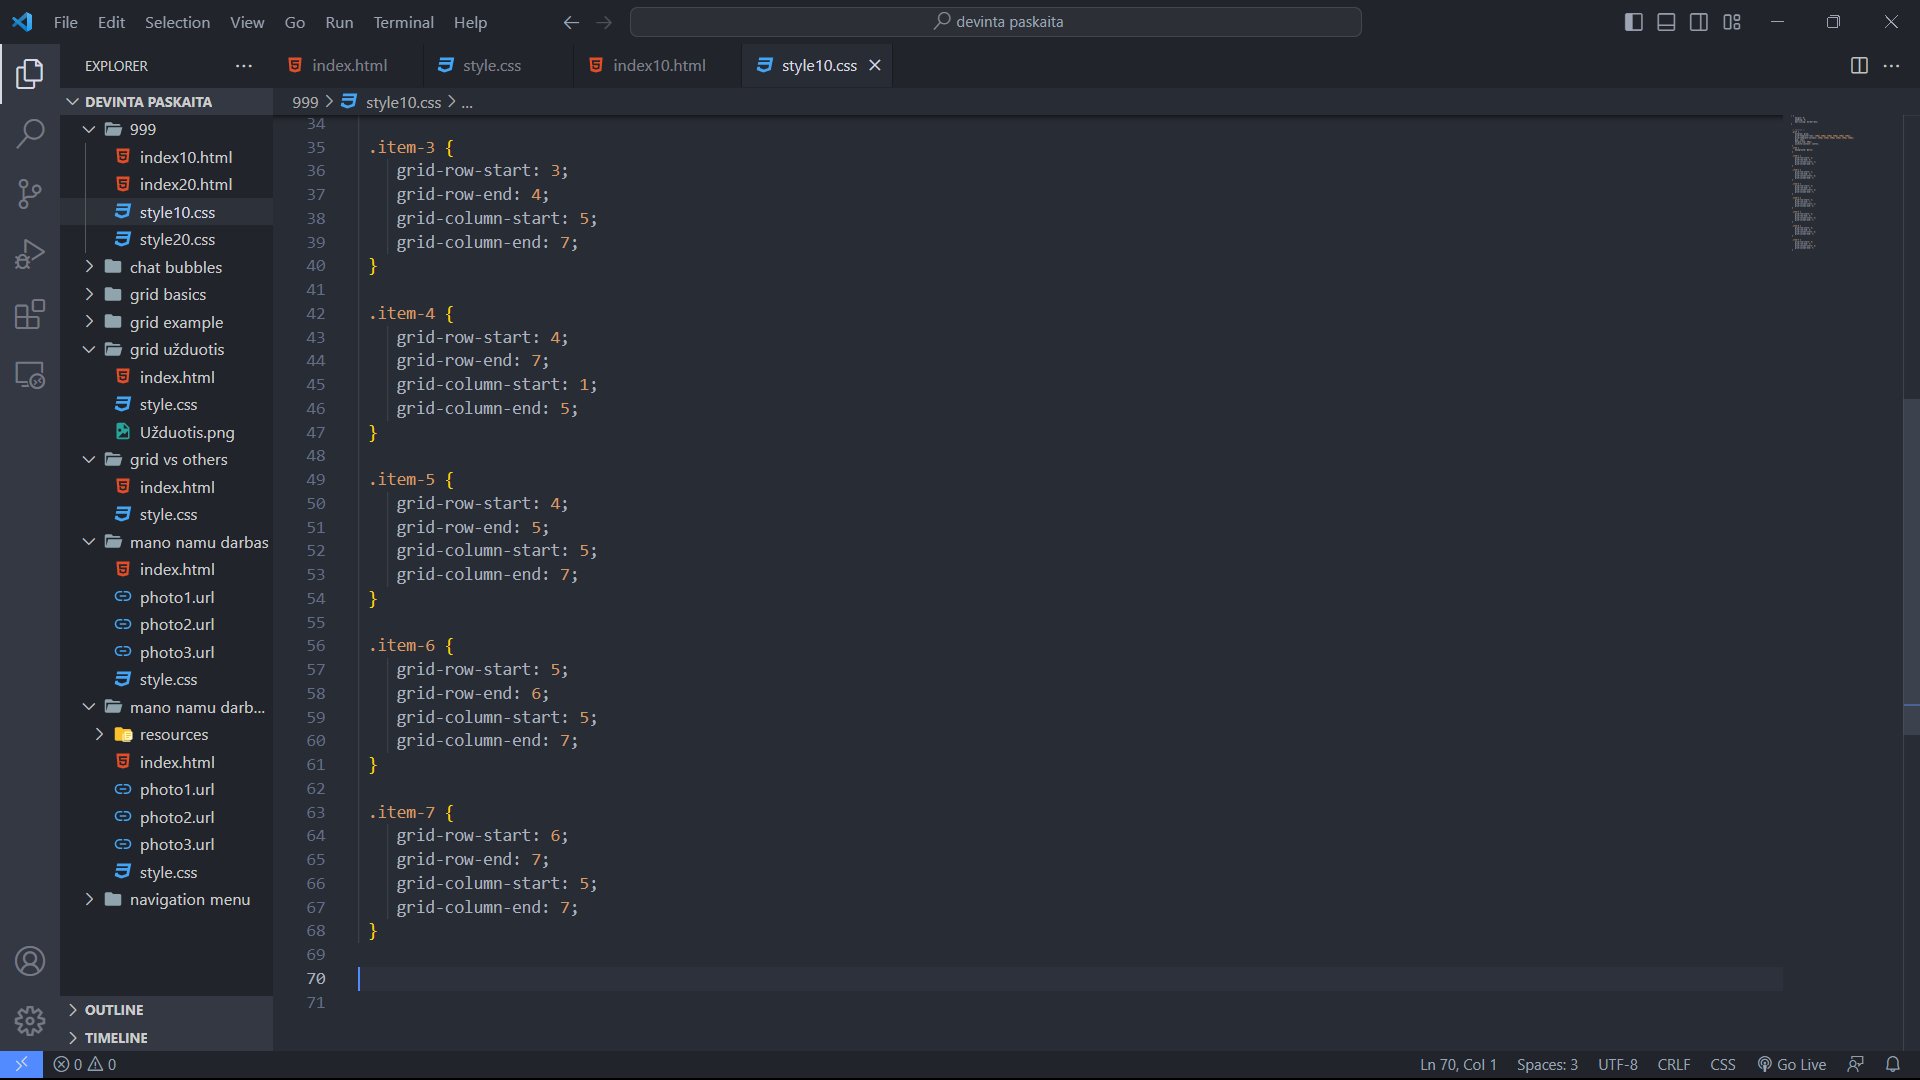 File Edit Selection View Go Run Terminal Help
devinta paskaita
EXPLORER
index.html
style.css
index10.html
style10.css
DEVINTA PASKAITA
999
index10.html
index20.html
style10.css
style20.css
chat bubbles
grid basics
grid example
grid užduotis
index.html
style.css
Užduotis.png
grid vs others
index.html
style.css
mano namu darbas
index.html
photo1.url
photo2.url
photo3.url
style.css
mano namu darb...
resources
index.html
photo1.url
photo2.url
photo3.url
style.css
navigation menu
OUTLINE
TIMELINE
999 > style10.css > ...
34
35 .item-3 {
36 grid-row-start: 3;
37 grid-row-end: 4;
38 grid-column-start: 5;
39 grid-column-end: 7;
40 }
41
42 .item-4 {
43 grid-row-start: 4;
44 grid-row-end: 7;
45 grid-column-start: 1;
46 grid-column-end: 5;
47 }
48
49 .item-5 {
50 grid-row-start: 4;
51 grid-row-end: 5;
52 grid-column-start: 5;
53 grid-column-end: 7;
54 }
55
56 .item-6 {
57 grid-row-start: 5;
58 grid-row-end: 6;
59 grid-column-start: 5;
60 grid-column-end: 7;
61 }
62
63 .item-7 {
64 grid-row-start: 6;
65 grid-row-end: 7;
66 grid-column-start: 5;
67 grid-column-end: 7;
68 }
69
70
71
0 0
Ln 70, Col 1 Spaces: 3 UTF-8 CRLF CSS Go Live